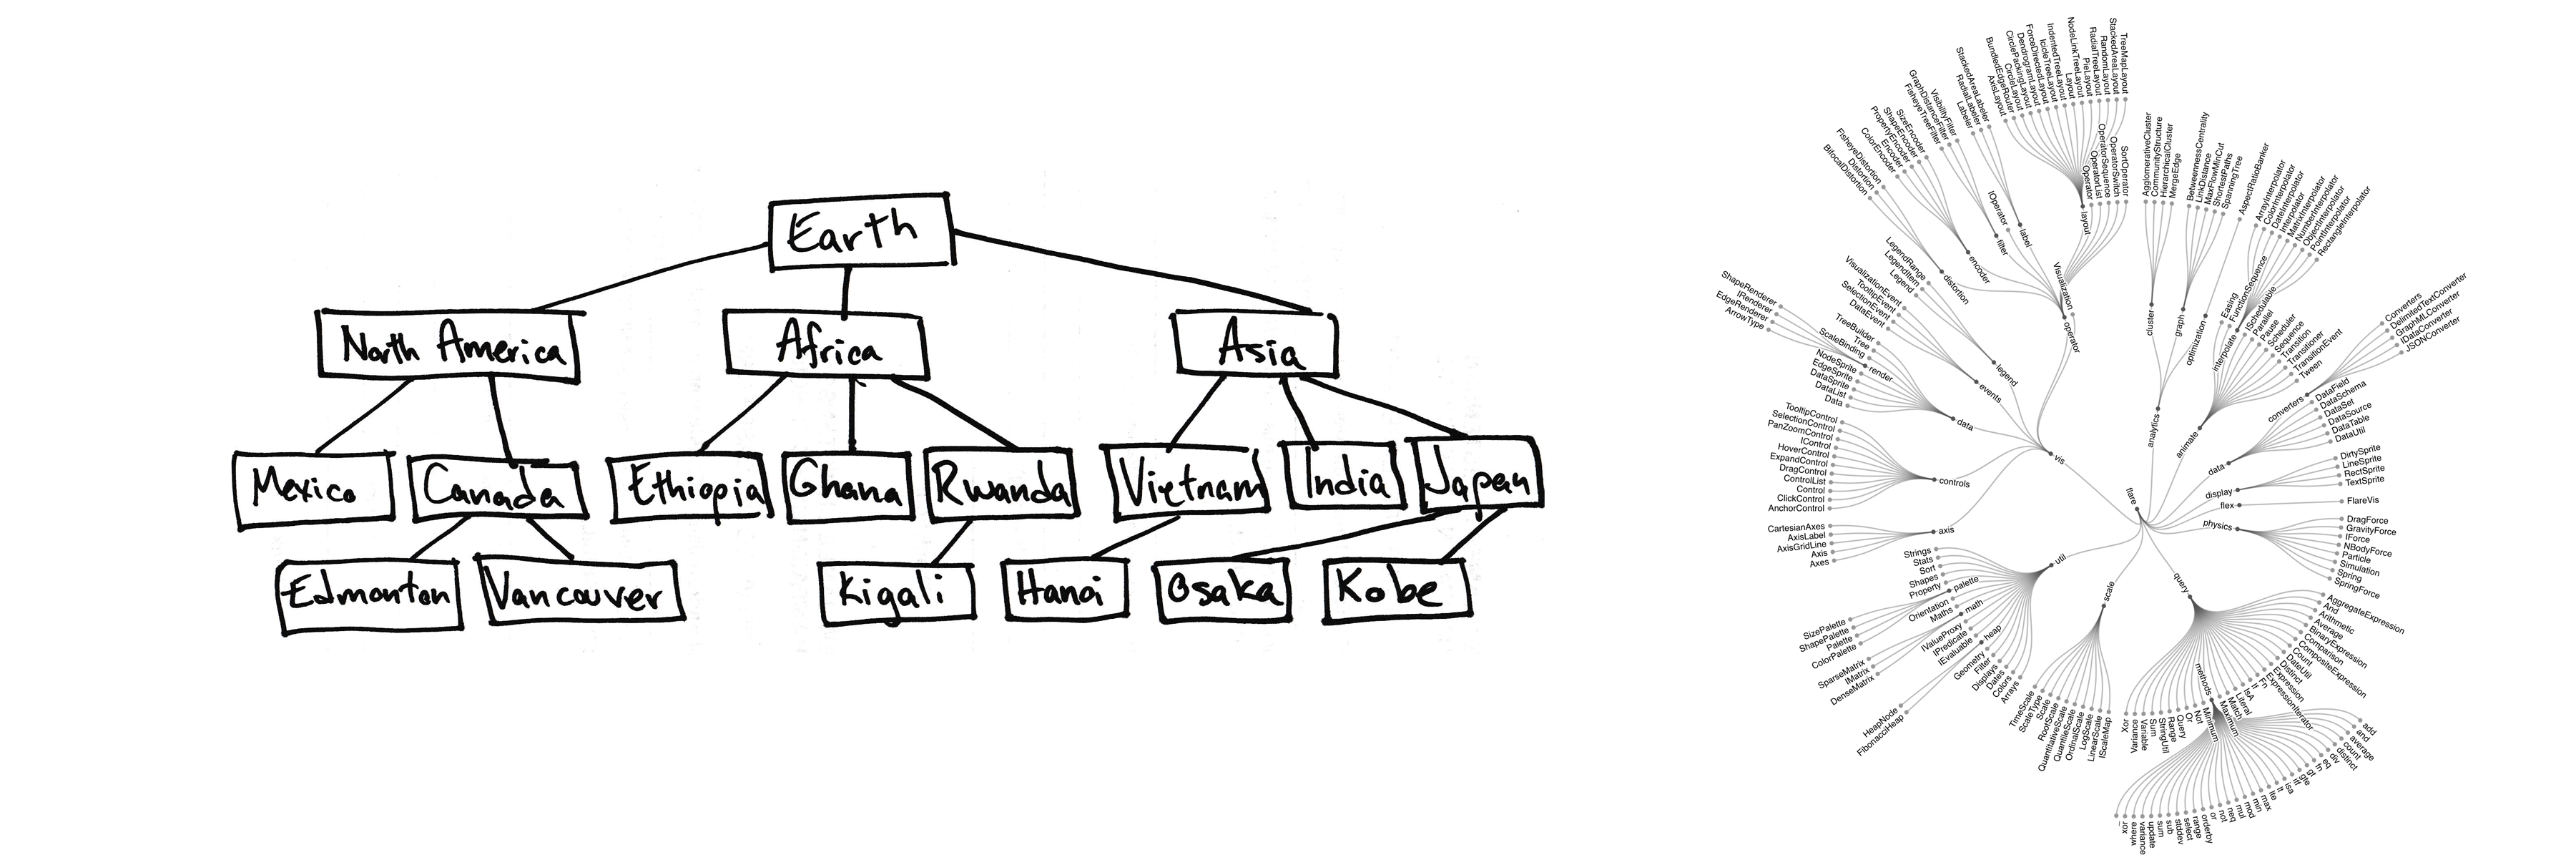 Earth
North America
Africa
Asia
Mexico
Canada
Ethiopia
Ghana
Rwanda
Vietnam
India
Japan
Edmonton
Vancouver
Kigali
Hanoi
Osaka
Kobe
flare
analytics
cluster
AgglomerativeCluster
CommunityStructure
HierarchicalCluster
MergeEdge
graph
BetweennessCentrality
LinkDistance
MaxFlowMinCut
ShortestPaths
SpanningTree
optimization
AspectRatioBanker
animate
Easing
FunctionSequence
interpolate
ArrayInterpolator
ColorInterpolator
DateInterpolator
Interpolator
MatrixInterpolator
NumberInterpolator
ObjectInterpolator
PointInterpolator
RectangleInterpolator
ISchedulable
Parallel
Pause
Scheduler
Sequence
Transition
Transitioner
TransitionEvent
Tween
data
converters
Converters
DelimitedTextConverter
GraphMLConverter
IDataConverter
JSONConverter
DataField
DataSchema
DataSet
DataSource
DataTable
DataUtil
display
DirtySprite
LineSprite
RectSprite
TextSprite
flex
FlareVis
physics
DragForce
GravityForce
IForce
NBodyForce
Particle
Simulation
Spring
SpringForce
query
AggregateExpression
And
Arithmetic
Average
BinaryExpression
Comparison
CompositeExpression
Count
DateUtil
Distinct
Expression
ExpressionIterator
Fn
If
IsA
Literal
Match
Maximum
methods
add
and
average
count
distinct
div
eq
fn
gt
gte
iff
isa
lt
lte
max
min
mod
mul
neq
not
or
orderby
range
select
stddev
sub
sum
update
variance
where
xor
Minimum
Not
Or
Query
Range
StringUtil
Sum
Variable
Variance
Xor
scale
IScaleMap
LinearScale
LogScale
OrdinalScale
QuantileScale
QuantitativeScale
RootScale
Scale
ScaleType
TimeScale
util
Arrays
Colors
Dates
Displays
Filter
Geometry
heap
FibonacciHeap
HeapNode
IEvaluable
IPredicate
IValueProxy
math
DenseMatrix
IMatrix
SparseMatrix
Maths
Orientation
palette
ColorPalette
Palette
ShapePalette
SizePalette
Property
Shapes
Sort
Stats
Strings
vis
axis
Axes
Axis
AxisGridLine
AxisLabel
CartesianAxes
controls
AnchorControl
ClickControl
Control
ControlList
DragControl
ExpandControl
HoverControl
IControl
PanZoomControl
SelectionControl
TooltipControl
data
Data
DataList
DataSprite
EdgeSprite
NodeSprite
render
ArrowType
EdgeRenderer
IRenderer
ShapeRenderer
ScaleBinding
Tree
TreeBuilder
events
DataEvent
SelectionEvent
TooltipEvent
VisualizationEvent
legend
Legend
LegendItem
LegendRange
operator
distortion
BifocalDistortion
Distortion
FisheyeDistortion
encoder
ColorEncoder
Encoder
PropertyEncoder
ShapeEncoder
SizeEncoder
filter
FisheyeTreeFilter
GraphDistanceFilter
VisibilityFilter
IOperator
label
Labeler
RadialLabeler
StackedAreaLabeler
layout
AxisLayout
BundledEdgeRouter
CircleLayout
CirclePackingLayout
DendrogramLayout
ForceDirectedLayout
IcicleTreeLayout
IndentedTreeLayout
Layout
NodeLinkTreeLayout
PieLayout
RadialTreeLayout
RandomLayout
StackedAreaLayout
TreeMapLayout
Operator
OperatorList
OperatorSequence
OperatorSwitch
SortOperator
Visualization